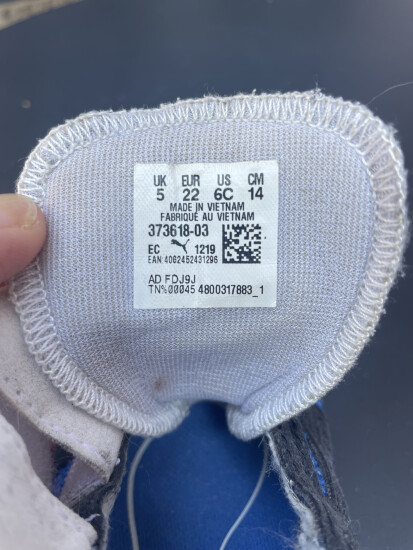 UK EUR US CM
5 22 6C 14
MADE IN VIETNAM
FABRIQUÉ AU VIETNAM
373618-03
EC 1219
EAN:4062452431296
AD FDJ9J
TN%00045 4800317883_1